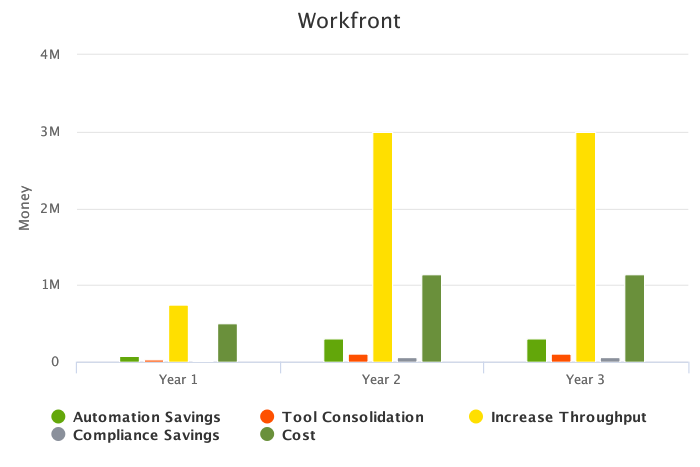 Workfront
4M
3M
2M
1M
0
Money
Year 1
Year 2
Year 3
Automation Savings
Tool Consolidation
Increase Throughput
Compliance Savings
Cost